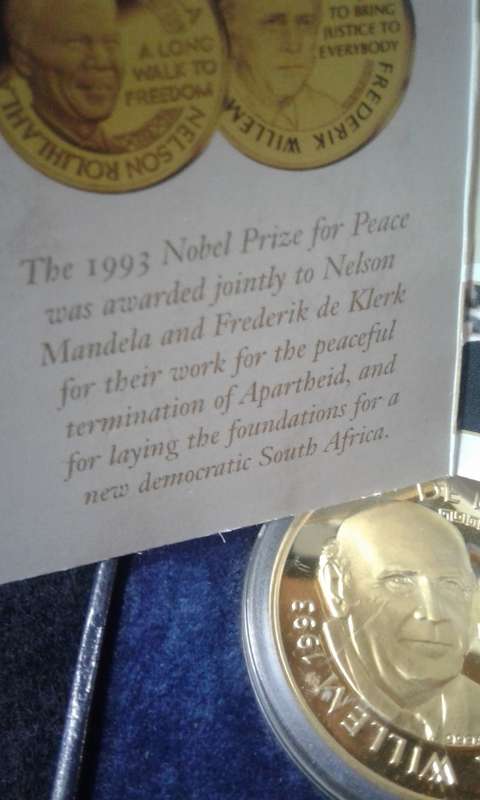 A LONG
WALK TO
FREEDOM
NELSON ROLIHLAHLA
TO BRING
JUSTICE TO
EVERYBODY
FREDERIK WILLEM
The 1993 Nobel Prize for Peace
was awarded jointly to Nelson
Mandela and Frederik de Klerk
for their work for the peaceful
termination of Apartheid, and
for laying the foundations for a
new democratic South Africa.
DE
WILLEM 1993